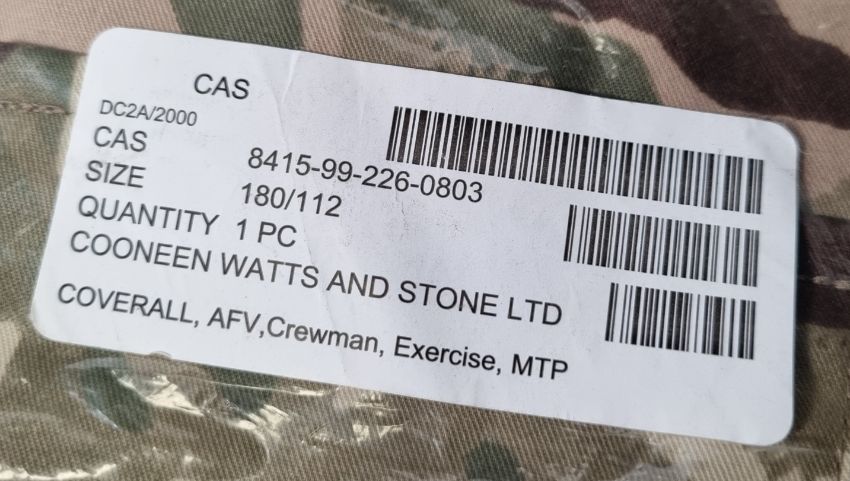 CAS
DC2A/2000
CAS 8415-99-226-0803
SIZE 180/112
QUANTITY 1 PC
COONEEN WATTS AND STONE LTD
COVERALL, AFV,Crewman, Exercise, MTP